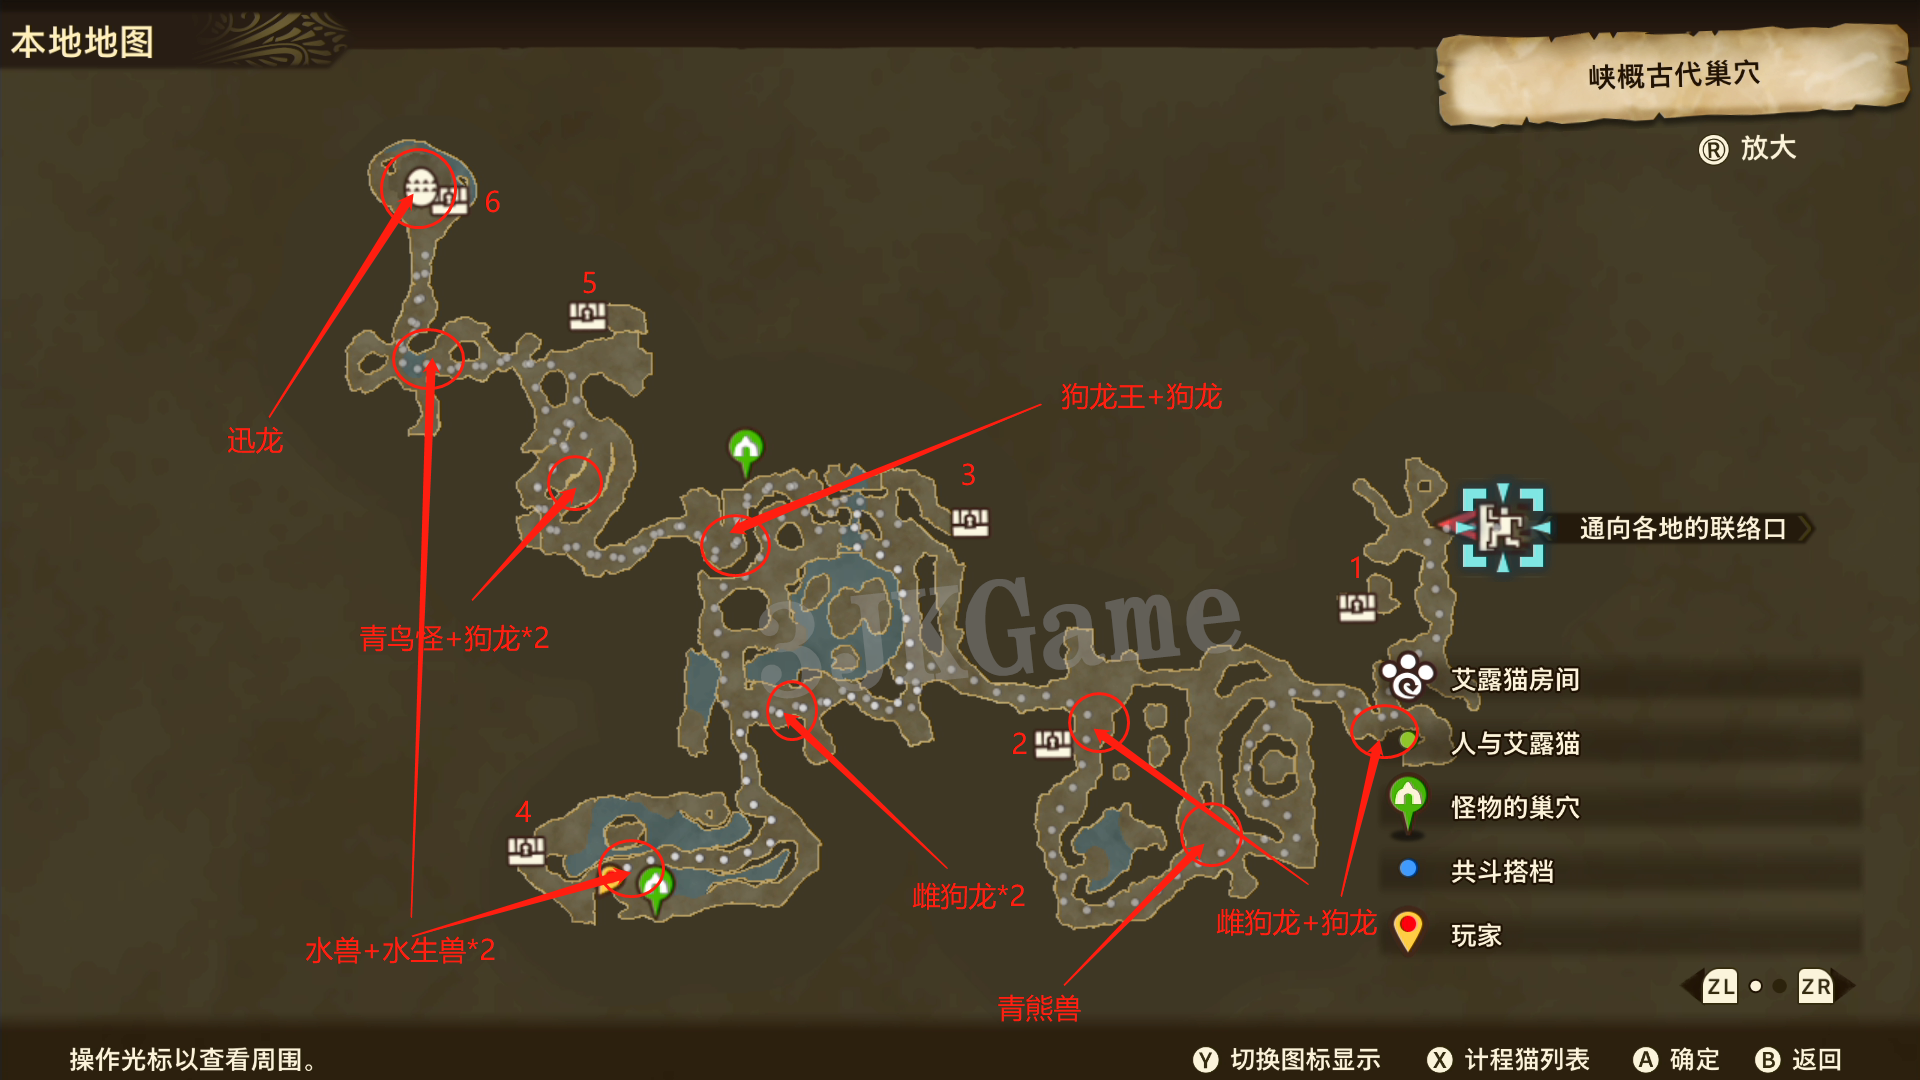 本地地图
峡概古代巢穴
R 放大
6
5
迅龙
狗龙王+狗龙
3
通向各地的联络口
1
青鸟怪+狗龙*2
3JKGame
艾露猫房间
2
人与艾露猫
4
怪物的巢穴
共斗搭档
雌狗龙*2
雌狗龙+狗龙
水兽+水生兽*2
玩家
青熊兽
ZL ZR
操作光标以查看周围。
Y 切换图标显示 X 计程猫列表 A 确定 B 返回